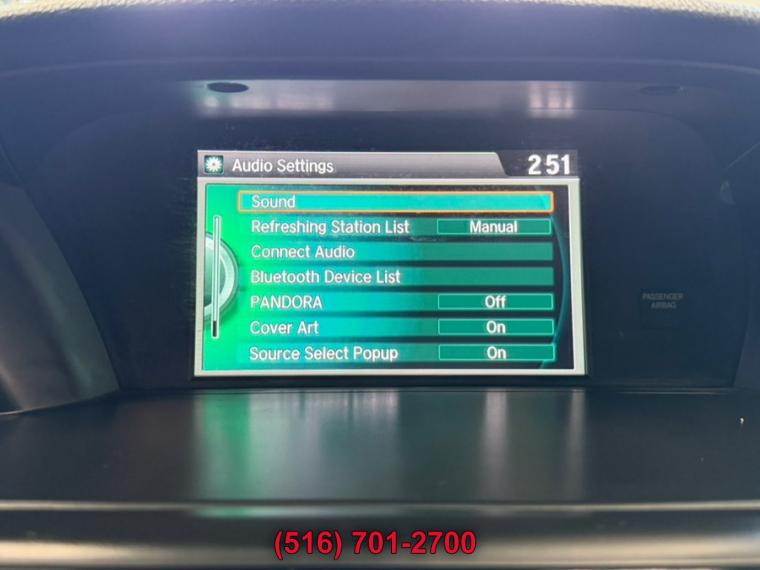 Audio Settings 2 51
Sound
Refreshing Station List Manual
Connect Audio
Bluetooth Device List
PANDORA Off
Cover Art On
Source Select Popup On
PASSENGER
AIRBAG
(516) 701-2700